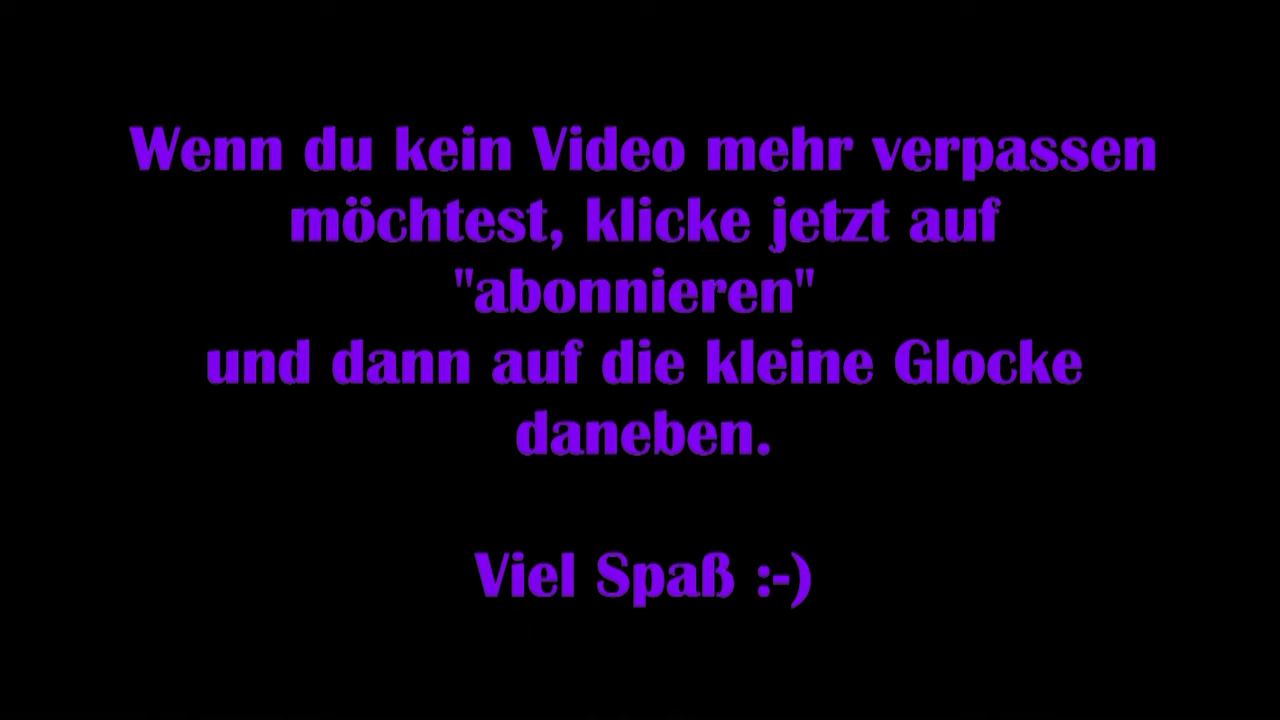 Wenn du kein Video mehr verpassen
möchtest, klicke jetzt auf
"abonnieren"
und dann auf die kleine Glocke
daneben.
Viel Spaß :-)